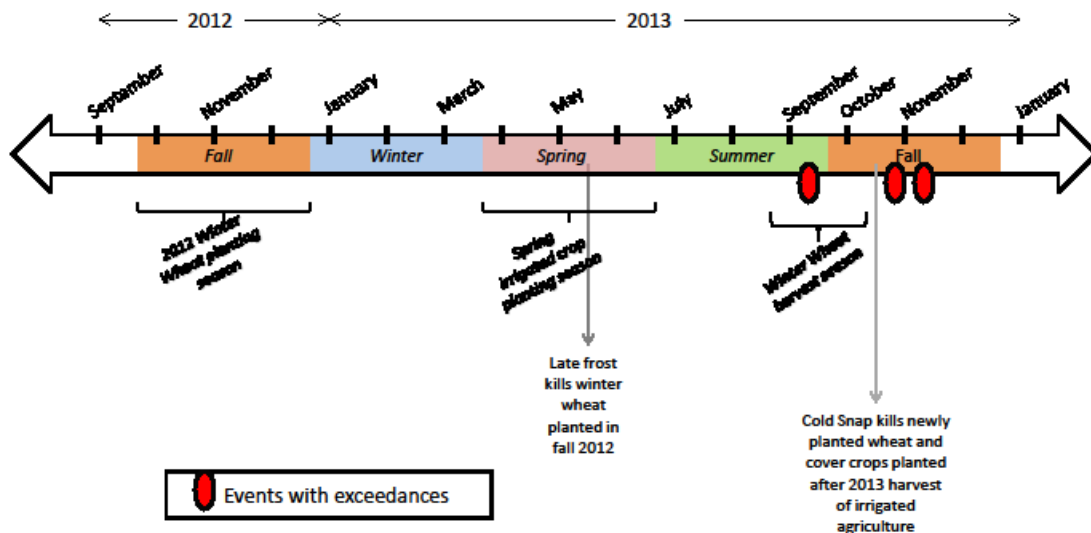 2012
2013
Septamber
November
January
March
May
July
September
October
November
January
Fall
Winter
Spring
Summer
Fall
2012 Winter
Wheat planting
season
Spring
irrigated crop
planting season
Winter Wheat
harvest season
Late frost
kills winter
wheat
planted in
fall 2012
Cold Snap kills newly
planted wheat and
cover crops planted
after 2013 harvest
of irrigated
agriculture
Events with exceedances